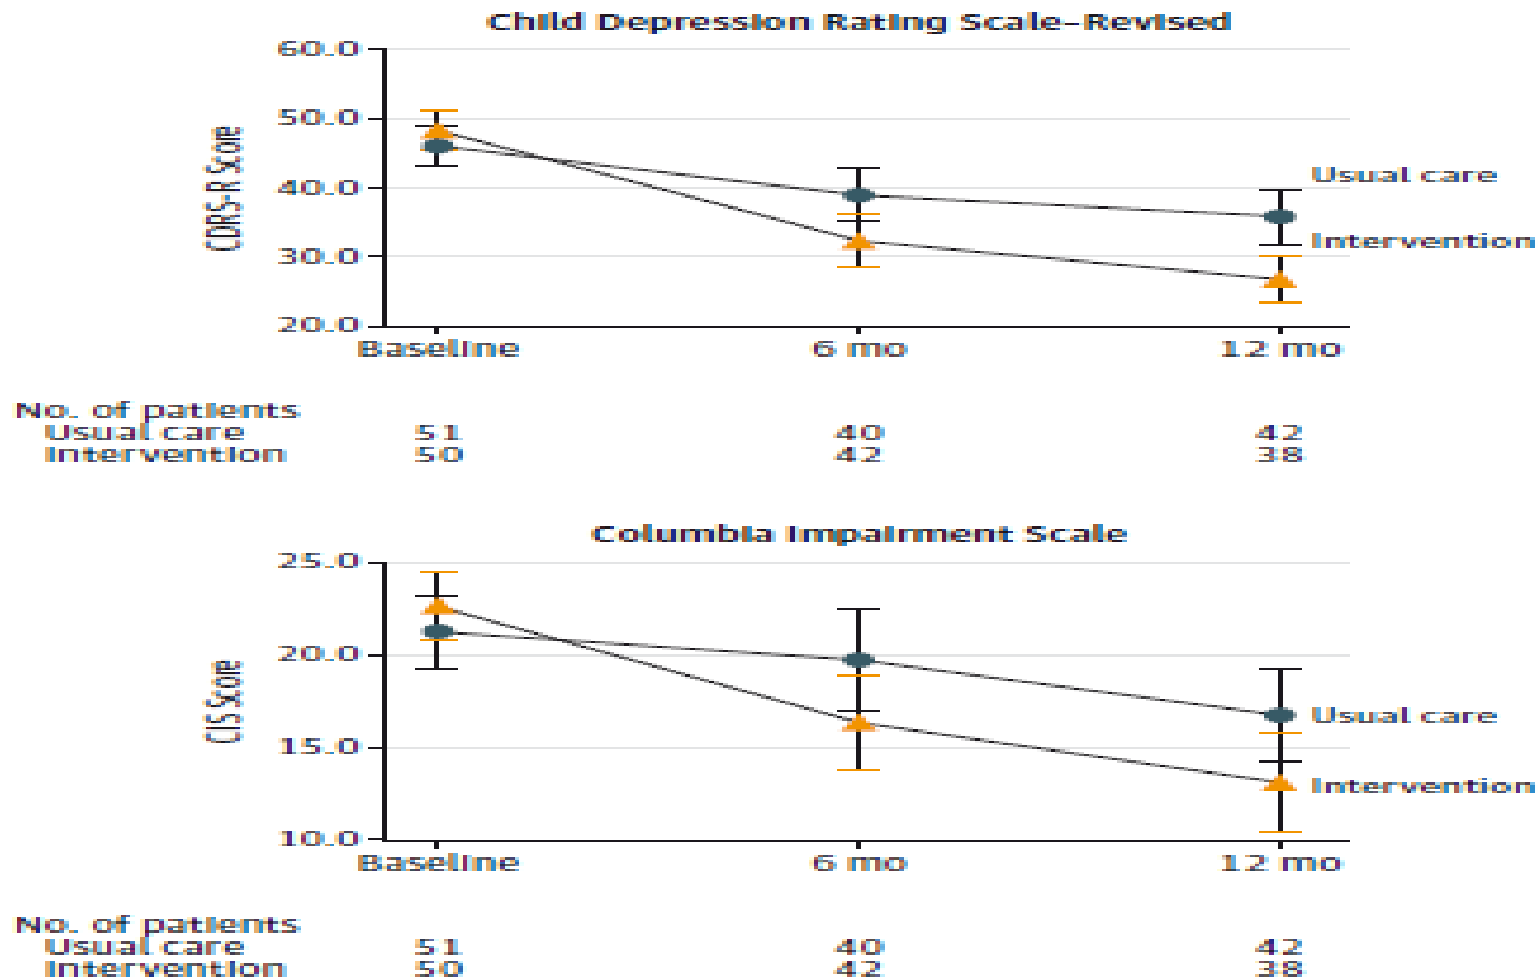 Child Depression Rating Scale–Revised
60.0
50.0
40.0
30.0
20.0
CDRS-R Score
Usual care
Intervention
Baseline 6 mo 12 mo
No. of patients
Usual care 51 40 42
Intervention 50 42 38
Columbia Impairment Scale
25.0
20.0
15.0
10.0
CIS Score
Usual care
Intervention
Baseline 6 mo 12 mo
No. of patients
Usual care 51 40 42
Intervention 50 42 38